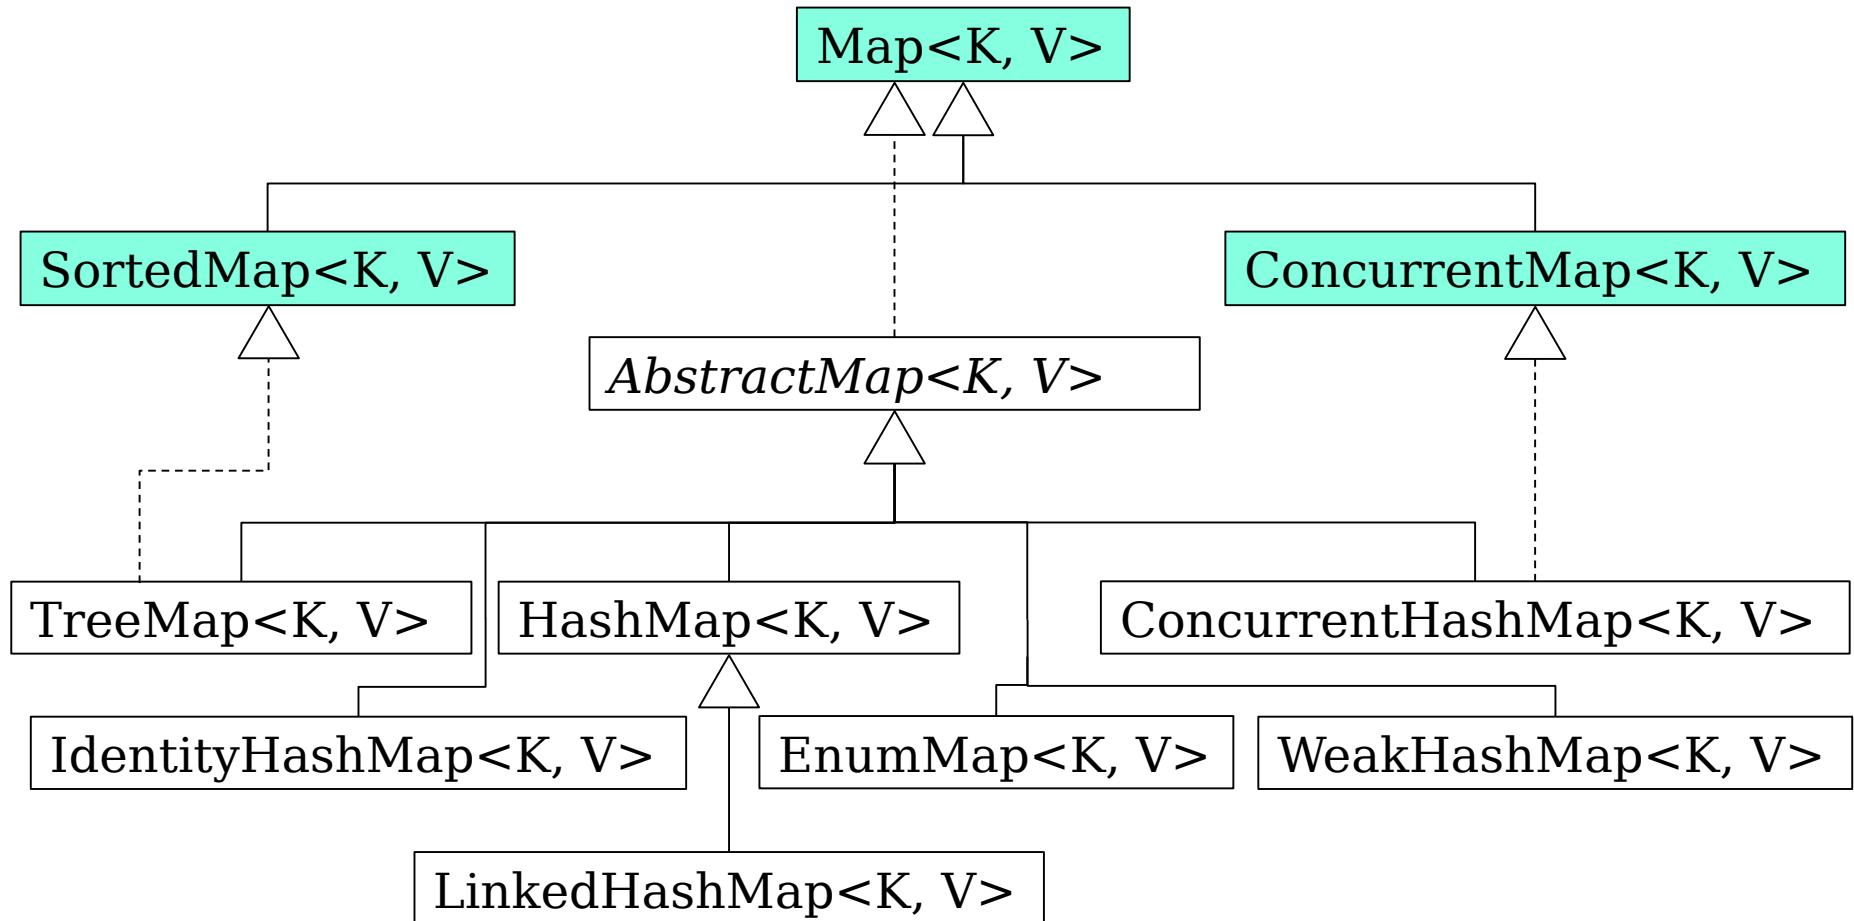 Map<K, V>
SortedMap<K, V>
ConcurrentMap<K, V>
AbstractMap<K, V>
TreeMap<K, V>
HashMap<K, V>
ConcurrentHashMap<K, V>
IdentityHashMap<K, V>
EnumMap<K, V>
WeakHashMap<K, V>
LinkedHashMap<K, V>